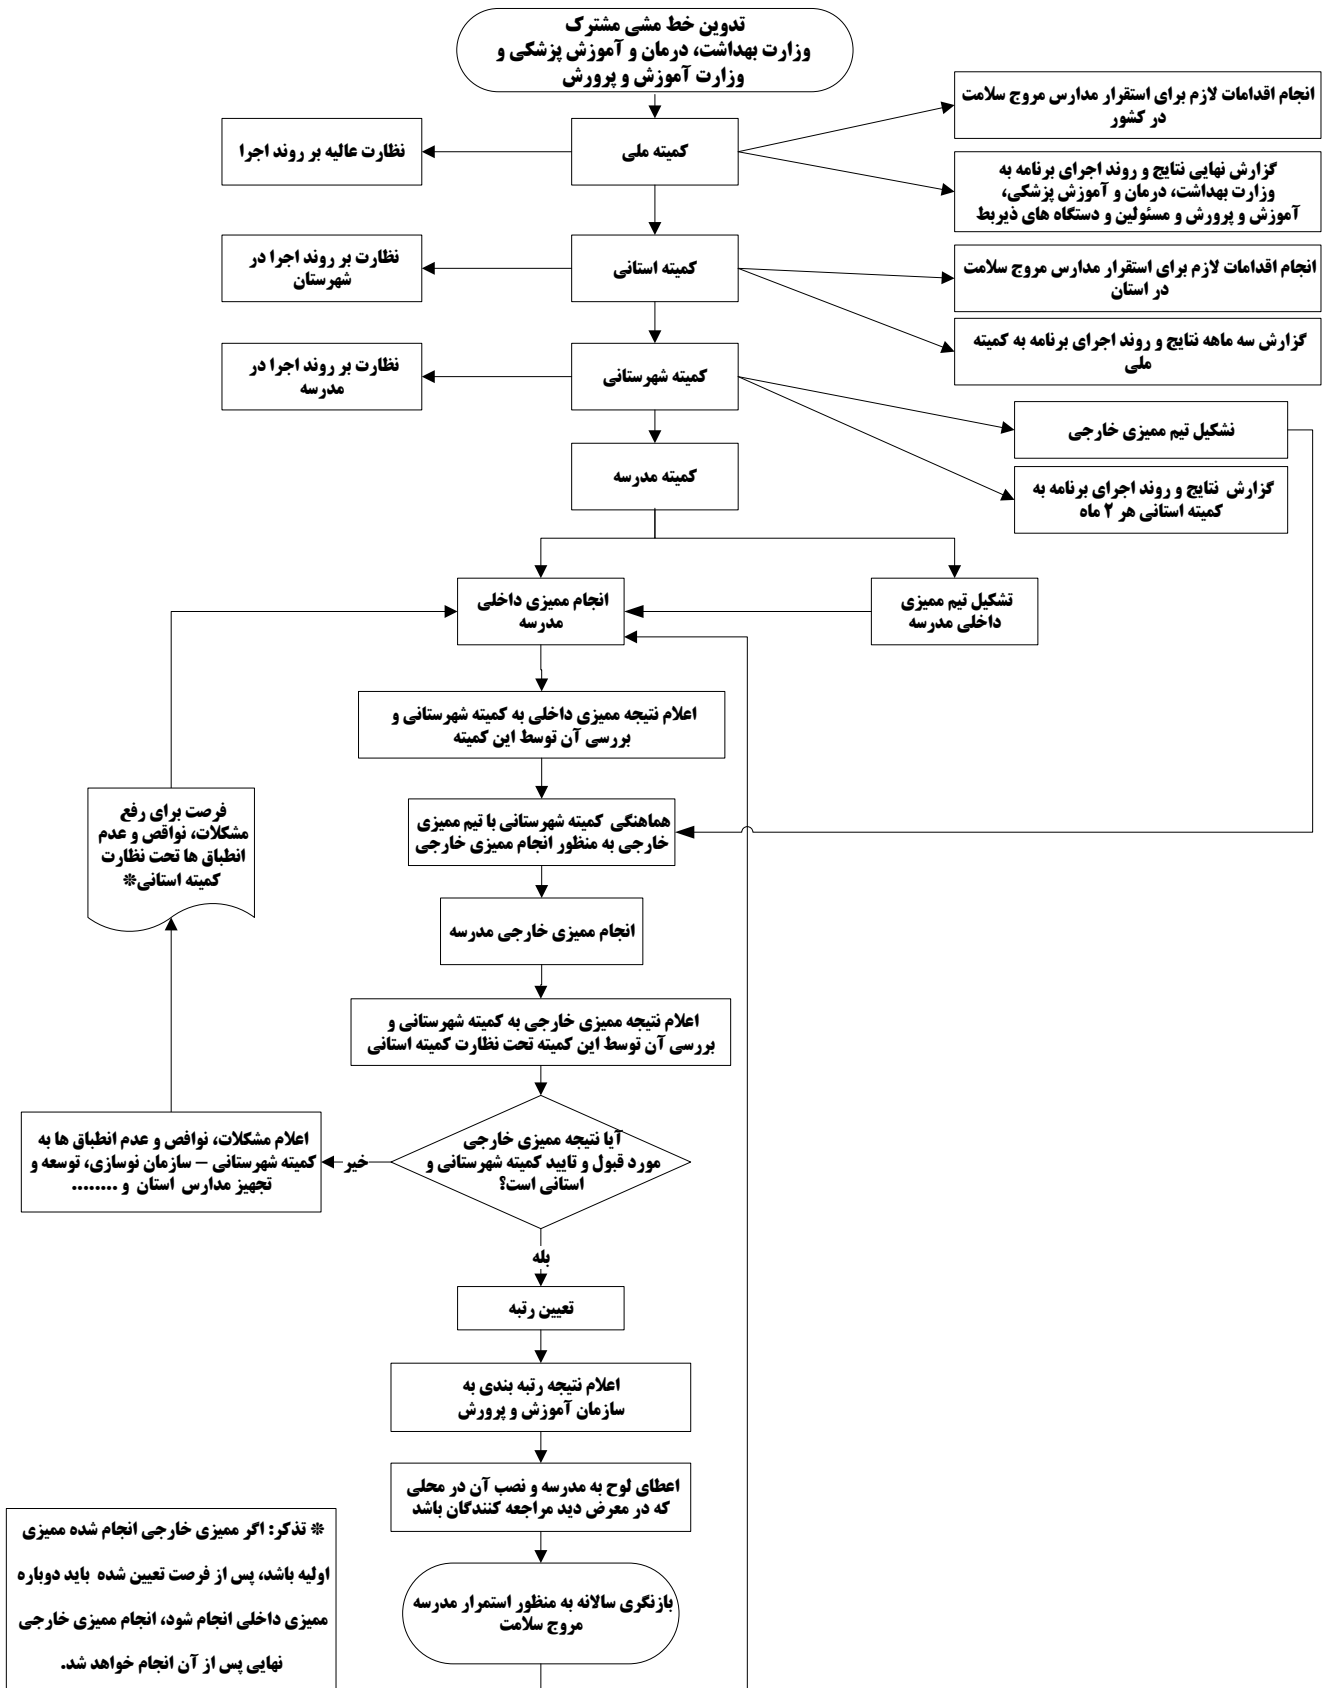 تدوین خط مشی مشترک
وزارت بهداشت، درمان و آموزش پزشکی و
وزارت آموزش و پرورش
انجام اقدامات لازم برای استقرار مدارس مروج سلامت
در کشور
کمیته ملی
نظارت عالیه بر روند اجرا
گزارش نهایی نتایج و روند اجرای برنامه به
وزارت بهداشت، درمان و آموزش پزشکی،
آموزش و پرورش و مسئولین و دستگاه های ذیربط
انجام اقدامات لازم برای استقرار مدارس مروج سلامت
در استان
کمیته استانی
نظارت بر روند اجرا در
شهرستان
گزارش سه ماهه نتایج و روند اجرای برنامه به کمیته
ملی
کمیته شهرستانی
نظارت بر روند اجرا در
مدرسه
نشکیل تیم ممیزی خارجی
کمیته مدرسه
گزارش نتایج و روند اجرای برنامه به
کمیته استانی هر ۲ ماه
تشکیل تیم ممیزی
داخلی مدرسه
انجام ممیزی داخلی
مدرسه
اعلام نتیجه ممیزی داخلی به کمیته شهرستانی و
بررسی آن توسط این کمیته
هماهنگی کمیته شهرستانی با تیم ممیزی
خارجی به منظور انجام ممیزی خارجی
فرصت برای رفع
مشکلات، نواقص و عدم
انطباق ها تحت نظارت
کمیته استانی*
انجام ممیزی خارجی مدرسه
اعلام نتیجه ممیزی خارجی به کمیته شهرستانی و
بررسی آن توسط این کمیته تحت نظارت کمیته استانی
آیا نتیجه ممیزی خارجی
مورد قبول و تایید کمیته شهرستانی و
استانی است؟
خیر
اعلام مشکلات، نوافص و عدم انطباق ها به
کمیته شهرستانی – سازمان نوسازی، توسعه و
تجهیز مدارس استان و ........
بله
تعیین رتبه
اعلام نتیجه رتبه بندی به
سازمان آموزش و پرورش
اعطای لوح به مدرسه و نصب آن در محلی
که در معرض دید مراجعه کنندگان باشد
بازنگری سالانه به منظور استمرار مدرسه
مروج سلامت
* تذکر: اگر ممیزی خارجی انجام شده ممیزی
اولیه باشد، پس از فرصت تعیین شده باید دوباره
ممیزی داخلی انجام شود، انجام ممیزی خارجی
نهایی پس از آن انجام خواهد شد.